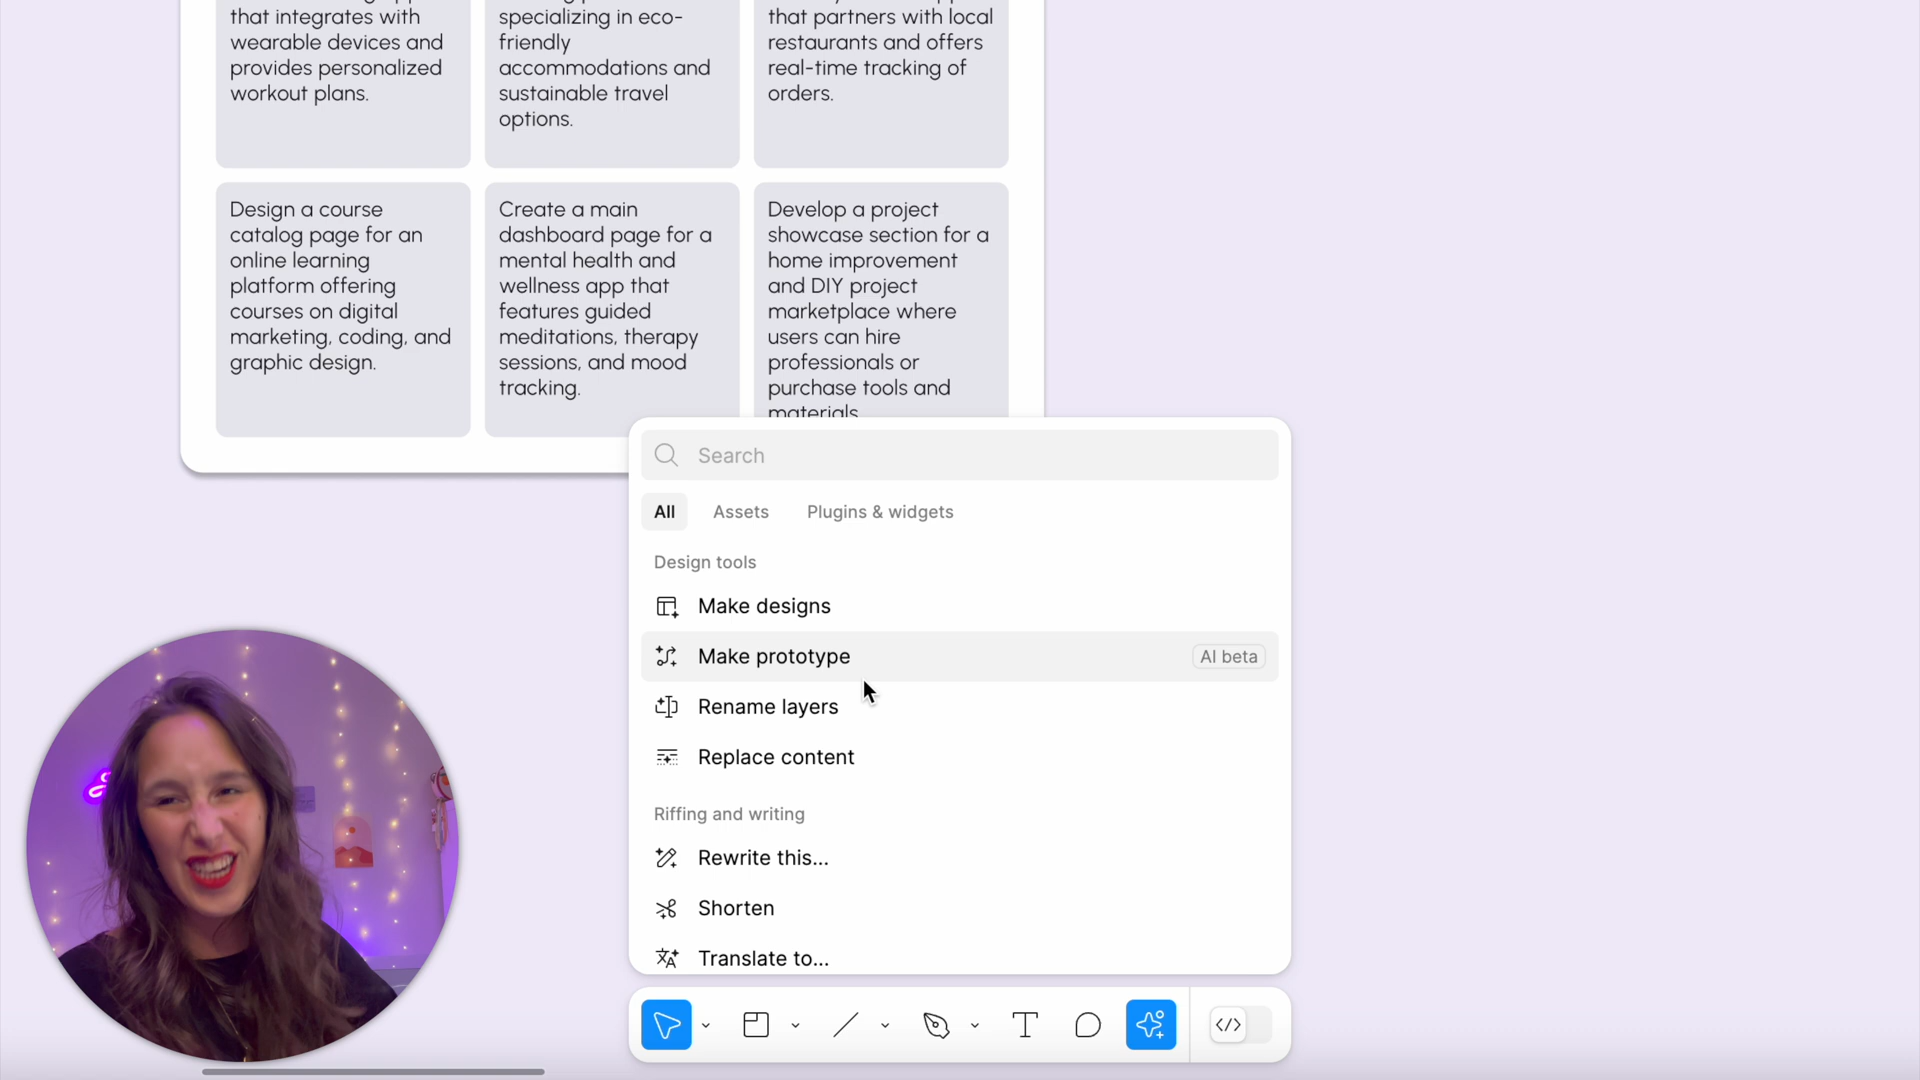 that integrates with
wearable devices and
provides personalized
workout plans.
specializing in eco-
friendly
accommodations and
sustainable travel
options.
that partners with local
restaurants and offers
real-time tracking of
orders.
Design a course
catalog page for an
online learning
platform offering
courses on digital
marketing, coding, and
graphic design.
Create a main
dashboard page for a
mental health and
wellness app that
features guided
meditations, therapy
sessions, and mood
tracking.
Develop a project
showcase section for a
home improvement
and DIY project
marketplace where
users can hire
professionals or
purchase tools and
materials
Search
All Assets Plugins & widgets
Design tools
Make designs
Make prototype AI beta
Rename layers
Replace content
Riffing and writing
Rewrite this...
Shorten
Translate to...